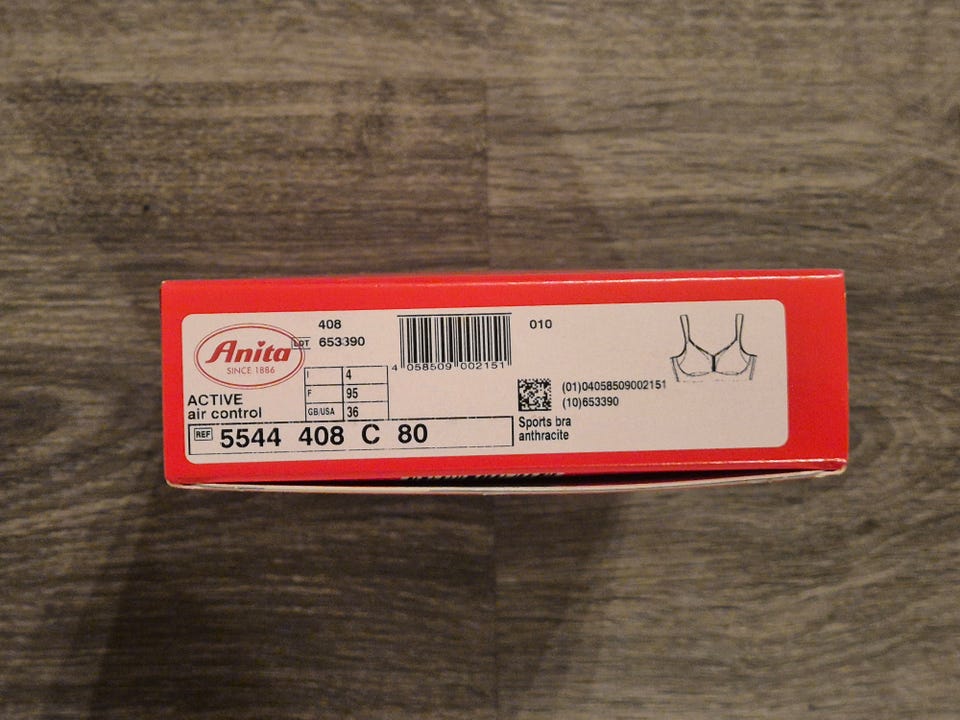 Anita
SINCE 1886
408
LOT 653390
4 058509 002151
010
I 4
F 95
GB/USA 36
ACTIVE
air control
REF 5544 408 C 80
(01)04058509002151
(10)653390
Sports bra
anthracite